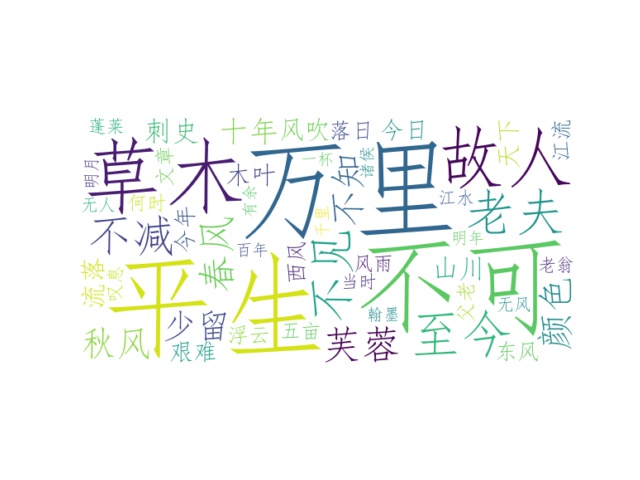 蓬莱
刺史
十年
风吹
落日
今日
天下
江流
明月
文章
草木
万里
一杯
诸侯
故人
无人
何时
木叶
有余
千里
不知
江水
老夫
不减
今年
春风
百年
西风
不见
明年
不可
流落
叹息
平生
风雨
当时
山川
老翁
颜色
秋风
少留
艰难
浮云
五亩
芙蓉
翰墨
至今
父老
无风
东风